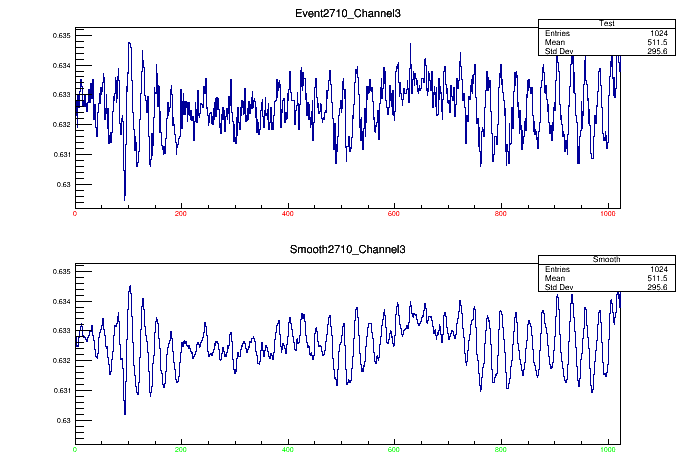 Event2710_Channel3
Test
Entries 1024
Mean 511.5
Std Dev 295.6
0.635
0.634
0.633
0.632
0.631
0.63
0 200 400 600 800 1000
Smooth2710_Channel3
Smooth
Entries 1024
Mean 511.5
Std Dev 295.6
0.635
0.634
0.633
0.632
0.631
0.63
0 200 400 600 800 1000